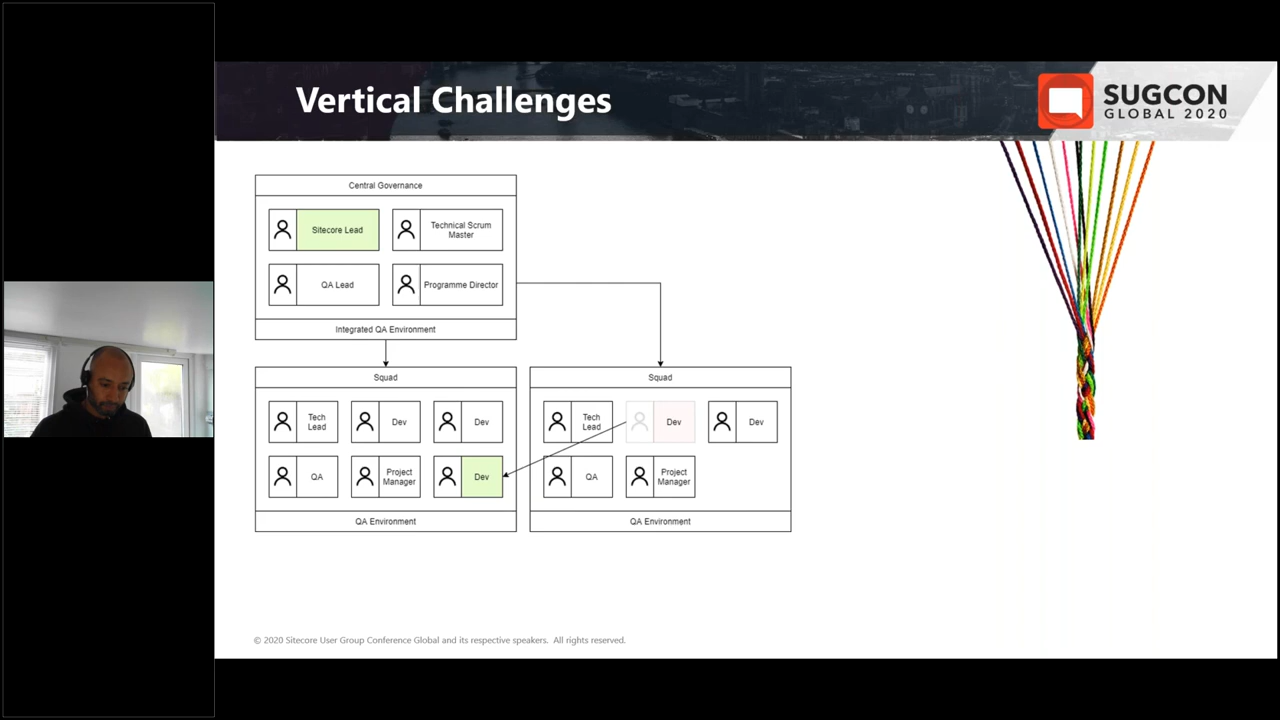 Vertical Challenges
SUGCON
GLOBAL 2020
Central Governance
Sitecore Lead
Technical Scrum
Master
QA Lead
Programme Director
Integrated QA Environment
Squad
Tech
Lead
Dev
Dev
QA
Project
Manager
Dev
QA Environment
Squad
Tech
Lead
Dev
Dev
QA
Project
Manager
QA Environment
© 2020 Sitecore User Group Conference Global and its respective speakers. All rights reserved.